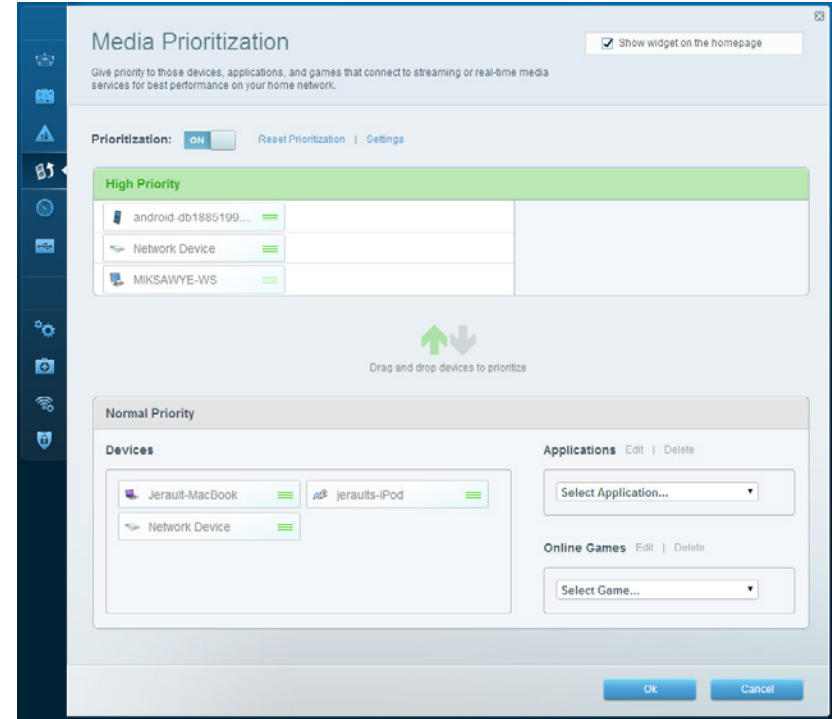 Media Prioritization
Show widget on the homepage
Give priority to those devices, applications, and games that connect to streaming or real-time media
services for best performance on your home network.
Prioritization: ON Reset Prioritization | Settings
High Priority
android-db1885199...
Network Device
MIKSAWYE-WS
Drag and drop devices to prioritize
Normal Priority
Devices
Jerault-MacBook
jeraults-iPod
Network Device
Applications Edit | Delete
Select Application...
Online Games Edit | Delete
Select Game...
Ok Cancel